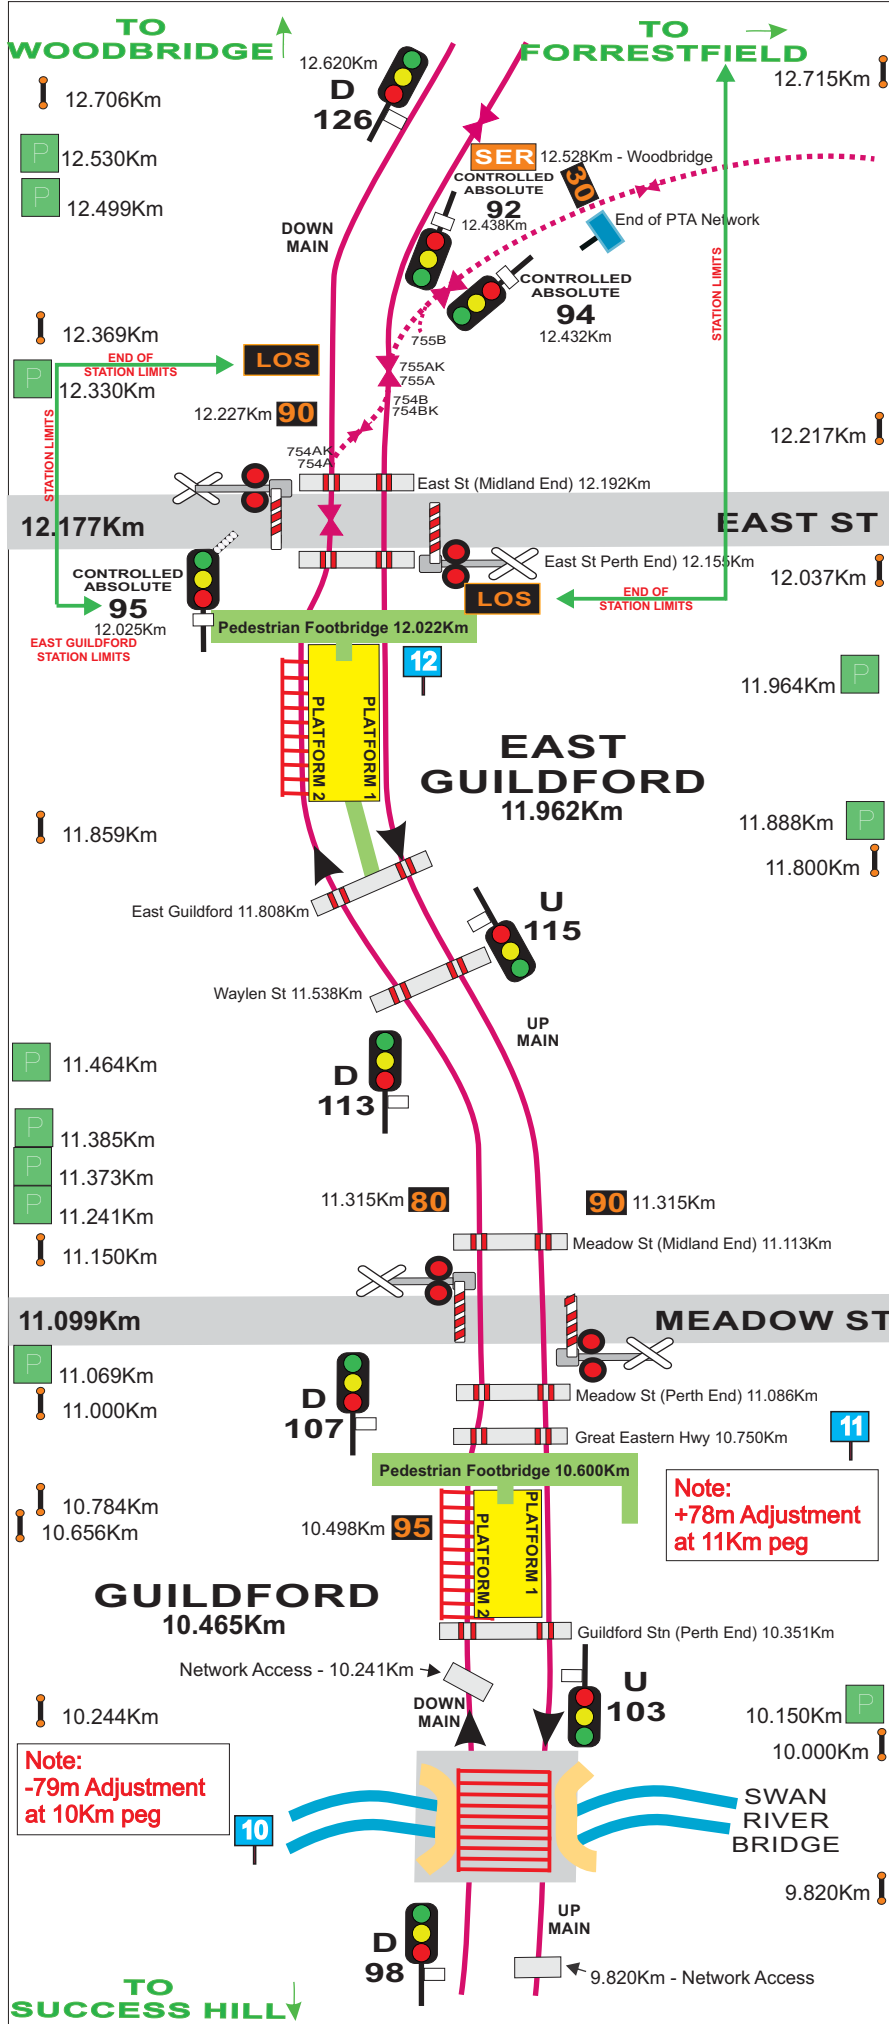 TO
WOODBRIDGE
TO
FORRESTFIELD
12.620Km
D
126
12.706Km
12.715Km
P
12.530Km
SER
12.528Km - Woodbridge
CONTROLLED
ABSOLUTE
92
12.438Km
30
P
12.499Km
End of PTA Network
DOWN
MAIN
CONTROLLED
ABSOLUTE
94
12.432Km
STATION LIMITS
12.369Km
755B
END OF
STATION LIMITS
LOS
P
12.330Km
755AK
755A
754B
754BK
12.227Km
90
12.217Km
STATION LIMITS
754AK
754A
East St (Midland End) 12.192Km
12.177Km
EAST ST
East St Perth End) 12.155Km
CONTROLLED
ABSOLUTE
95
12.025Km
12.037Km
LOS
END OF
STATION LIMITS
EAST GUILDFORD
STATION LIMITS
Pedestrian Footbridge 12.022Km
12
11.964Km
P
PLATFORM 2
PLATFORM 1
EAST
GUILDFORD
11.962Km
11.859Km
11.888Km
P
11.800Km
East Guildford 11.808Km
U
115
Waylen St 11.538Km
UP
MAIN
P
11.464Km
D
113
P
11.385Km
P
11.373Km
P
11.241Km
11.315Km
80
90
11.315Km
11.150Km
Meadow St (Midland End) 11.113Km
11.099Km
MEADOW ST
P
11.069Km
D
107
11.000Km
Meadow St (Perth End) 11.086Km
Great Eastern Hwy 10.750Km
11
Pedestrian Footbridge 10.600Km
Note:
+78m Adjustment
at 11Km peg
10.784Km
10.656Km
10.498Km
95
PLATFORM 2
PLATFORM 1
GUILDFORD
10.465Km
Guildford Stn (Perth End) 10.351Km
Network Access - 10.241Km
DOWN
MAIN
U
103
10.244Km
10.150Km
P
10.000Km
Note:
-79m Adjustment
at 10Km peg
10
SWAN
RIVER
BRIDGE
9.820Km
UP
MAIN
D
98
9.820Km - Network Access
TO
SUCCESS HILL